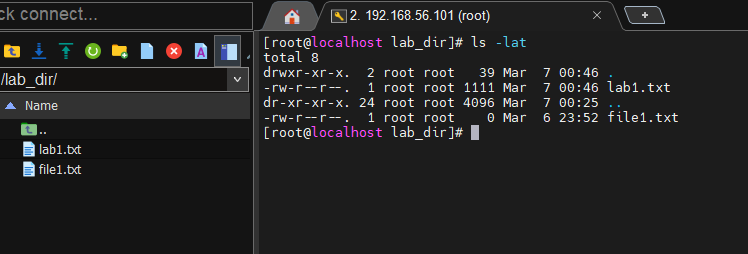 ck connect...
2. 192.168.56.101 (root)
/lab_dir/
Name
..
lab1.txt
file1.txt
[root@localhost lab_dir]# ls -lat
total 8
drwxr-xr-x.  2 root root   39 Mar  7 00:46 .
-rw-r--r--.  1 root root 1111 Mar  7 00:46 lab1.txt
dr-xr-xr-x. 24 root root 4096 Mar  7 00:25 ..
-rw-r--r--.  1 root root    0 Mar  6 23:52 file1.txt
[root@localhost lab_dir]#